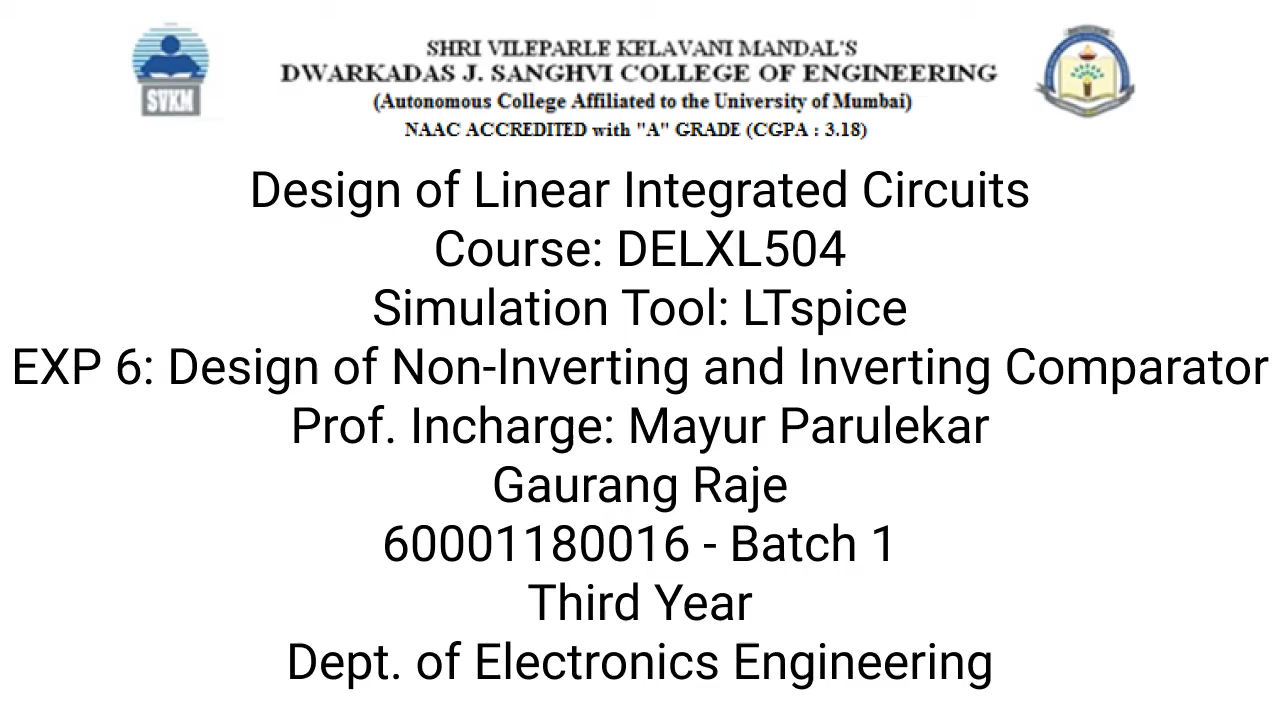 SHRI VILEPARLE KELAVANI MANDAL'S
DWARKADAS J. SANGHVI COLLEGE OF ENGINEERING
(Autonomous College Affiliated to the University of Mumbai)
NAAC ACCREDITED with "A" GRADE (CGPA : 3.18)
SVKM
Design of Linear Integrated Circuits
Course: DELXL504
Simulation Tool: LTspice
EXP 6: Design of Non-Inverting and Inverting Comparator
Prof. Incharge: Mayur Parulekar
Gaurang Raje
60001180016 - Batch 1
Third Year
Dept. of Electronics Engineering